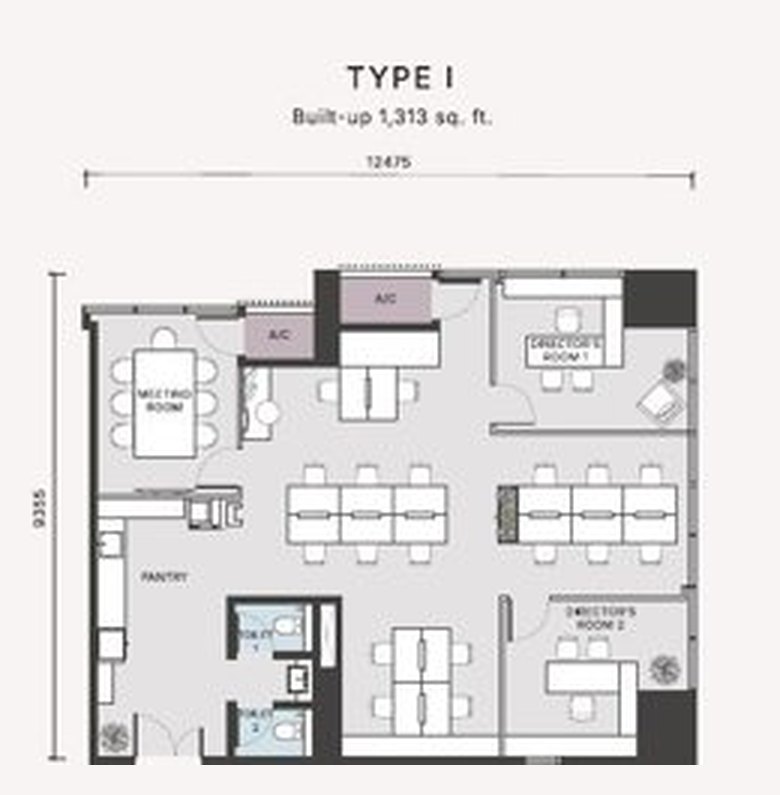 TYPE I
Built-up 1,313 sq. ft.
12475
9355
A/C
A/C
DIRECTOR'S
ROOM 1
MEETING
ROOM
PANTRY
DIRECTOR'S
ROOM 2
TOILET
1
TOILET
2